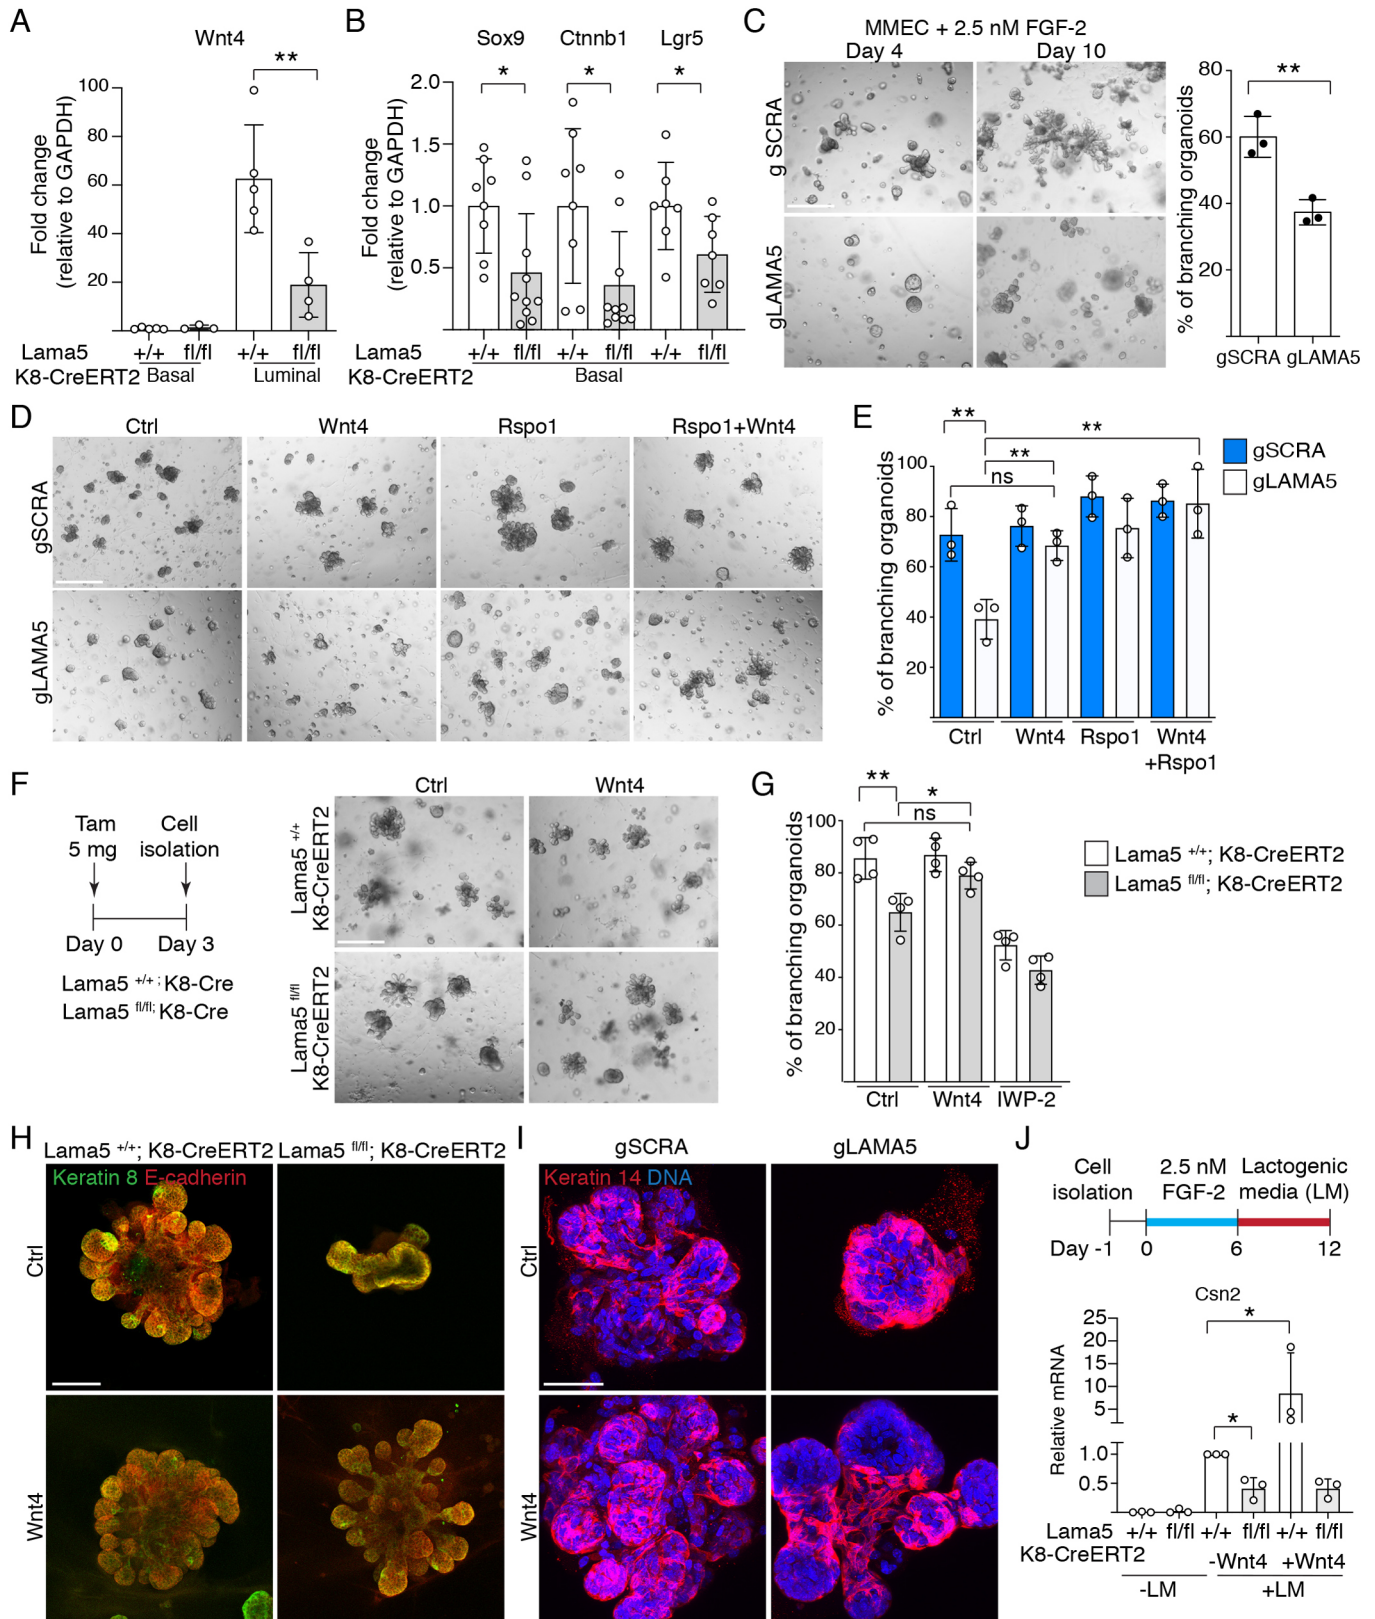 A
Wnt4
**
Fold change
(relative to GAPDH)
100
80
60
40
20
Lama5 +/+ fl/fl +/+ fl/fl
K8-CreERT2 Basal Luminal
B
Sox9 Ctnnb1 Lgr5
* * *
Fold change
(relative to GAPDH)
2.0
1.5
1.0
0.5
Lama5 +/+ fl/fl +/+ fl/fl +/+ fl/fl
K8-CreERT2 Basal
C
MMEC + 2.5 nM FGF-2
Day 4 Day 10
g SCRA
gLAMA5
**
% of branching organoids
80
60
40
20
gSCRA gLAMA5
D
Ctrl Wnt4 Rspo1 Rspo1+Wnt4
gSCRA
gLAMA5
E
** **
**
ns
% of branching organoids
100
80
60
40
20
Ctrl Wnt4 Rspo1 Wnt4
+Rspo1
gSCRA
gLAMA5
F
Tam
5 mg
Cell
isolation
Day 0 Day 3
Lama5 +/+ ; K8-Cre
Lama5 fl/fl; K8-Cre
Ctrl Wnt4
Lama5 +/+
K8-CreERT2
Lama5 fl/fl
K8-CreERT2
G
** *
ns
% of branching organoids
100
80
60
40
20
Ctrl Wnt4 IWP-2
Lama5 +/+; K8-CreERT2
Lama5 fl/fl; K8-CreERT2
H
Lama5 +/+; K8-CreERT2 Lama5 fl/fl; K8-CreERT2
Keratin 8 E-cadherin
Ctrl
Wnt4
I
gSCRA gLAMA5
Keratin 14 DNA
Ctrl
Wnt4
J
Cell
isolation
2.5 nM
FGF-2
Lactogenic
media (LM)
Day -1 0 6 12
Csn2
*
*
Relative mRNA
25
20
15
10
5
1.0
0.5
Lama5 +/+ fl/fl +/+ fl/fl +/+ fl/fl
K8-CreERT2 -Wnt4 +Wnt4
-LM +LM